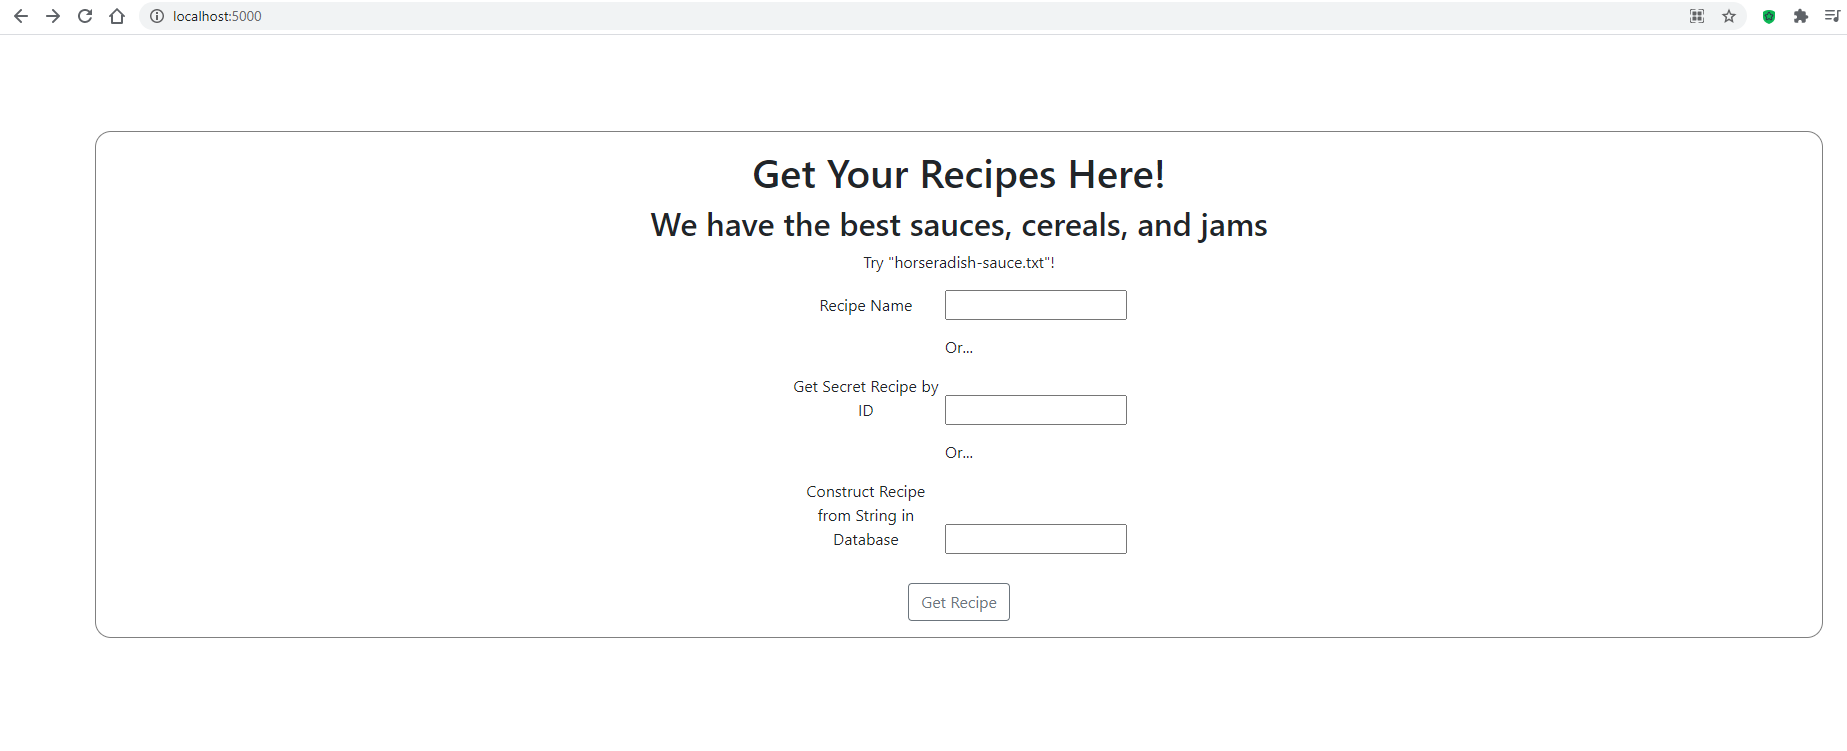 localhost:5000
Get Your Recipes Here!
We have the best sauces, cereals, and jams
Try "horseradish-sauce.txt"!
Recipe Name
Or...
Get Secret Recipe by
ID
Or...
Construct Recipe
from String in
Database
Get Recipe